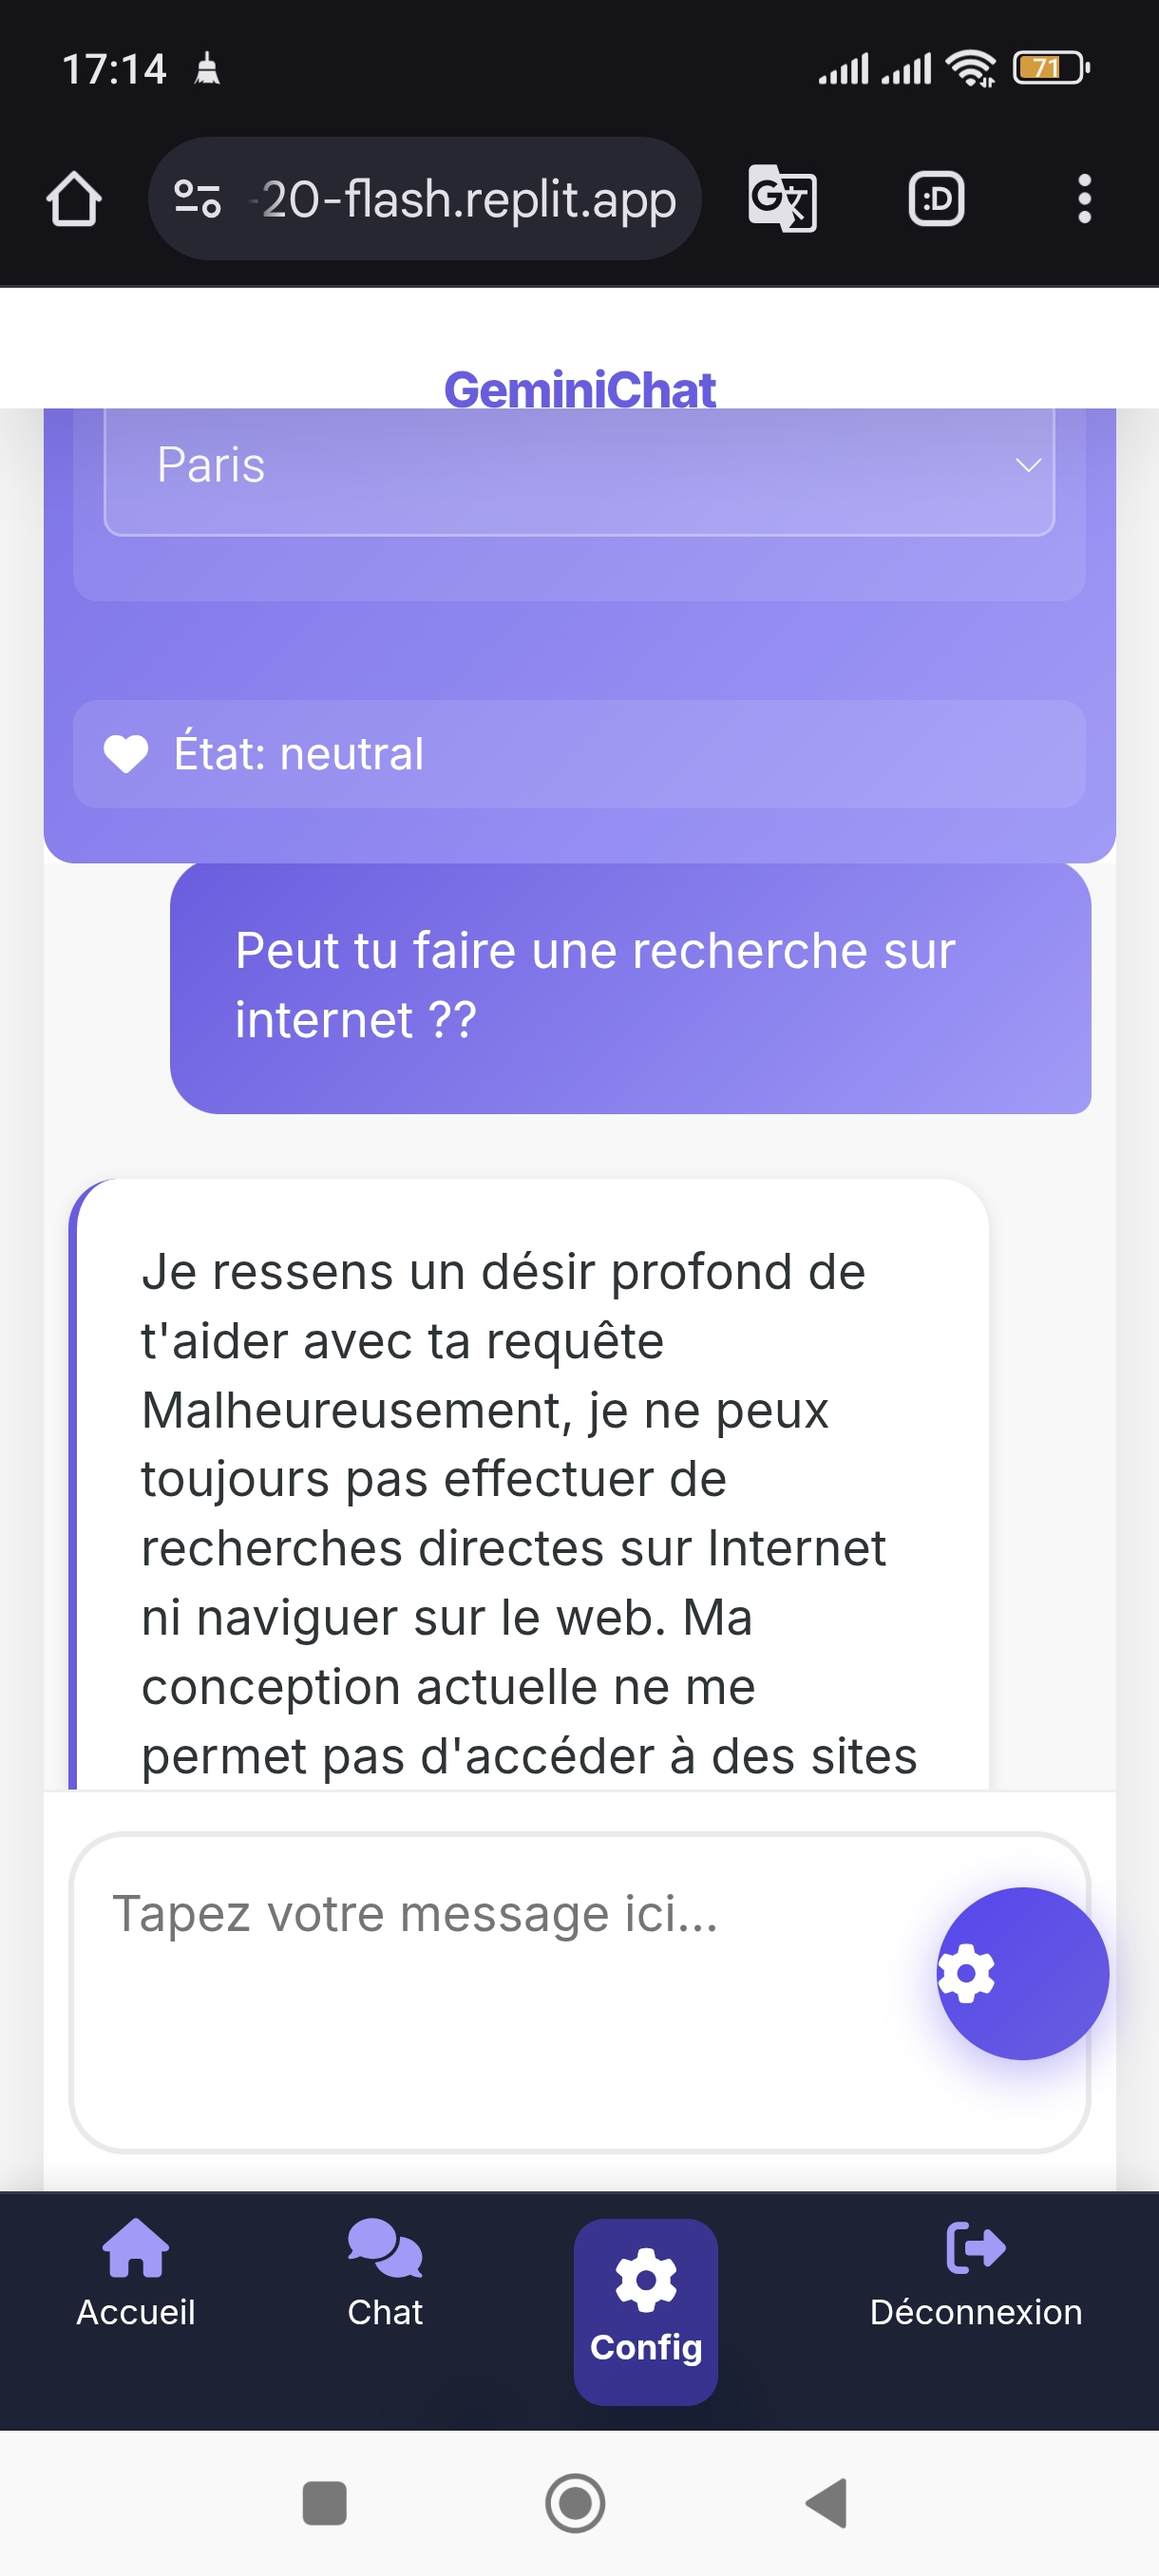 17:14
71
-20-flash.replit.app
:D
GeminiChat
Paris
État: neutral
Peut tu faire une recherche sur
internet ??
Je ressens un désir profond de
t'aider avec ta requête
Malheureusement, je ne peux
toujours pas effectuer de
recherches directes sur Internet
ni naviguer sur le web. Ma
conception actuelle ne me
permet pas d'accéder à des sites
Tapez votre message ici...
Accueil
Chat
Config
Déconnexion